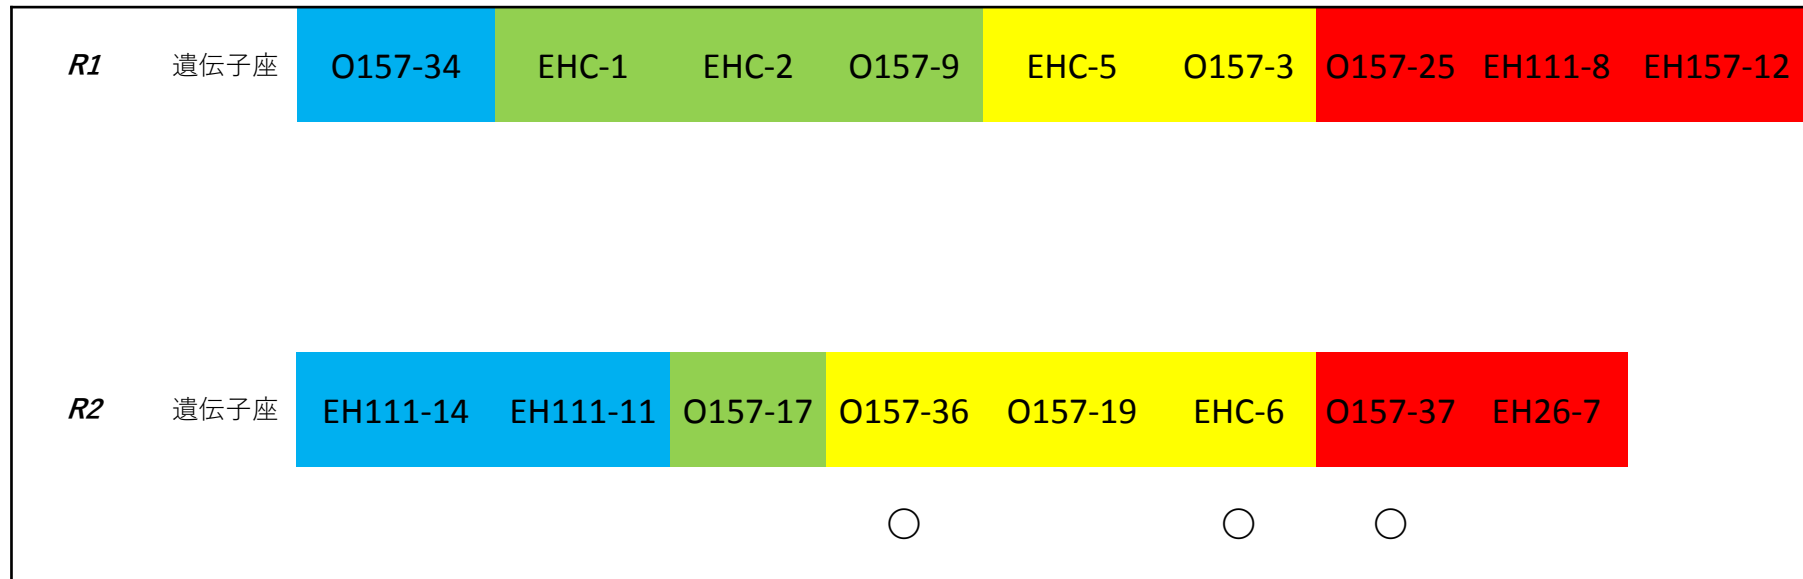 R1 遺伝子座 O157-34 EHC-1 EHC-2 O157-9 EHC-5 O157-3 O157-25 EH111-8 EH157-12
R2 遺伝子座 EH111-14 EH111-11 O157-17 O157-36 O157-19 EHC-6 O157-37 EH26-7
○ ○ ○